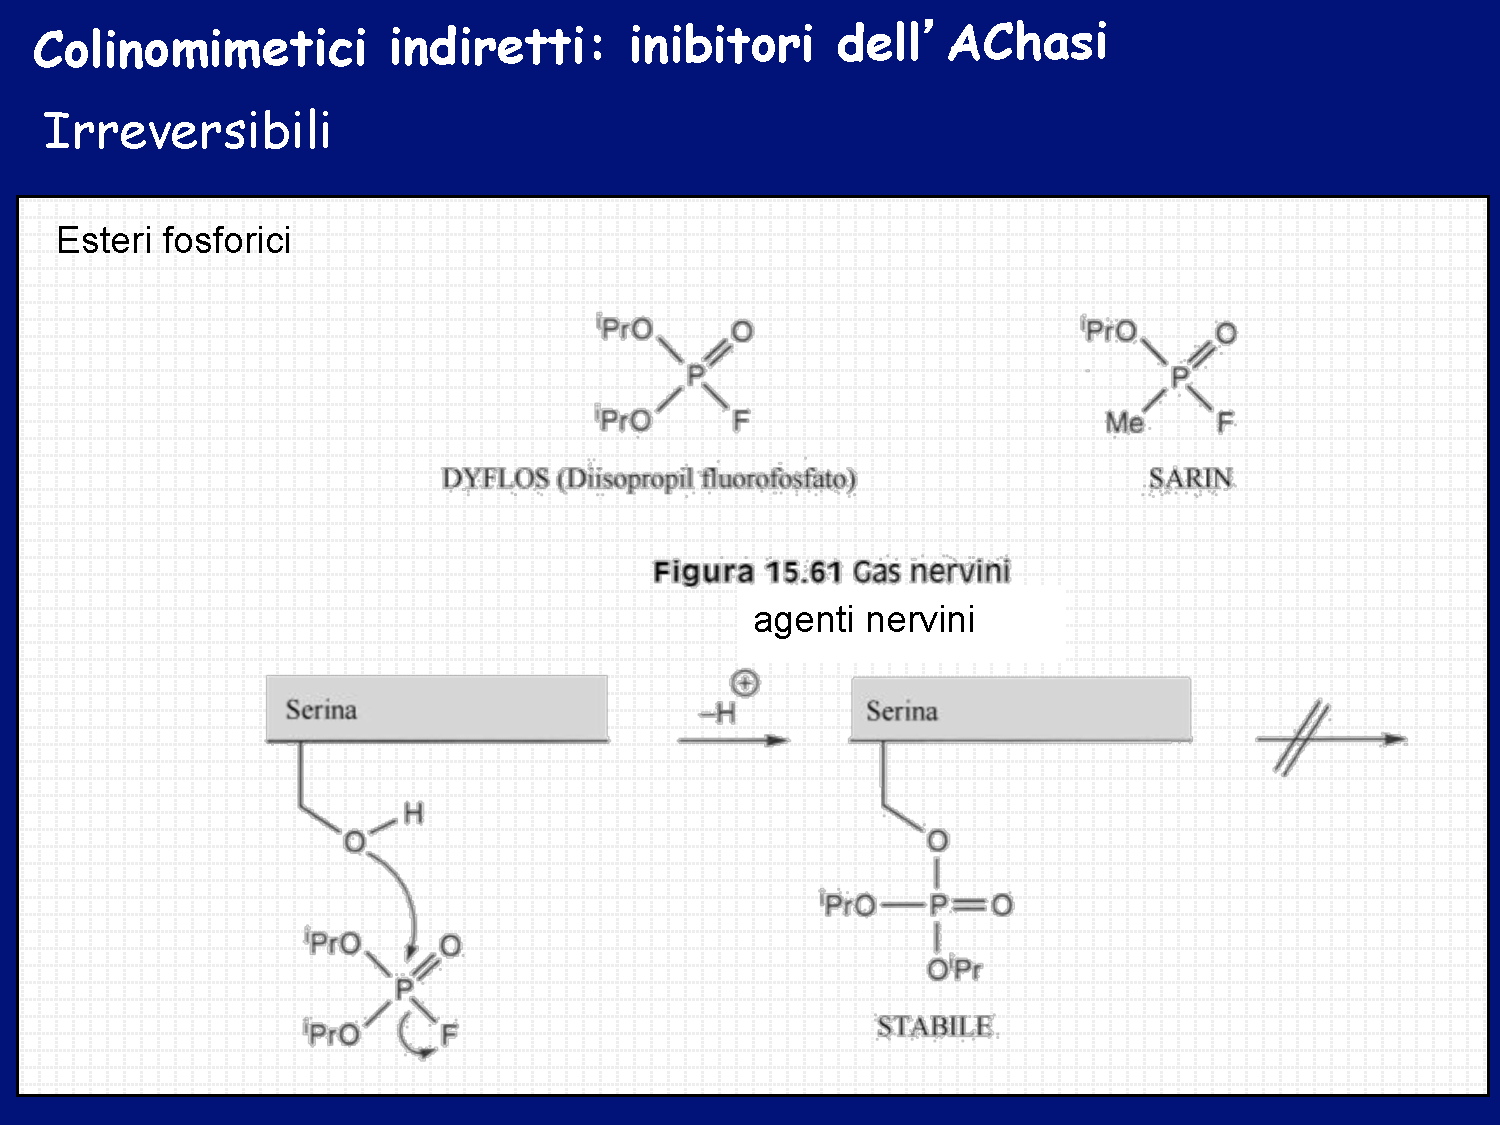 Colinomimetici indiretti: inibitori dell’AChasi
Irreversibili
Esteri fosforici
iPrO O
P
iPrO F
DYFLOS (Diisopropil fluorofosfato)
iPrO O
P
Me F
SARIN
Figura 15.61 Gas nervini
agenti nervini
Serina
O H
iPrO O
P
iPrO F
–H+
Serina
O
iPrO P O
OiPr
STABILE